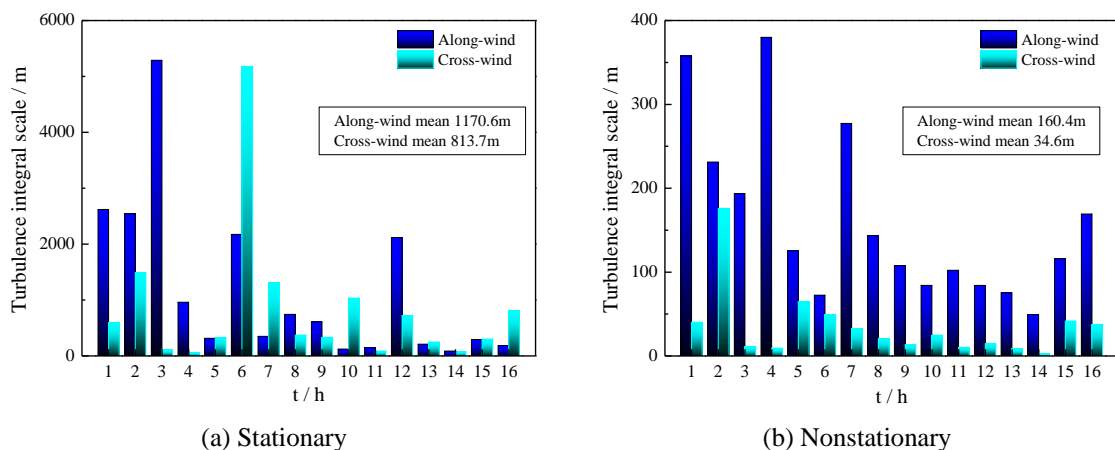 6000
4000
2000
0
Turbulence integral scale / m
Along-wind
Cross-wind
Along-wind mean 1170.6m
Cross-wind mean 813.7m
1 2 3 4 5 6 7 8 9 10 11 12 13 14 15 16
t / h
(a) Stationary
400
300
200
100
0
Turbulence integral scale / m
Along-wind
Cross-wind
Along-wind mean 160.4m
Cross-wind mean 34.6m
1 2 3 4 5 6 7 8 9 10 11 12 13 14 15 16
t / h
(b) Nonstationary